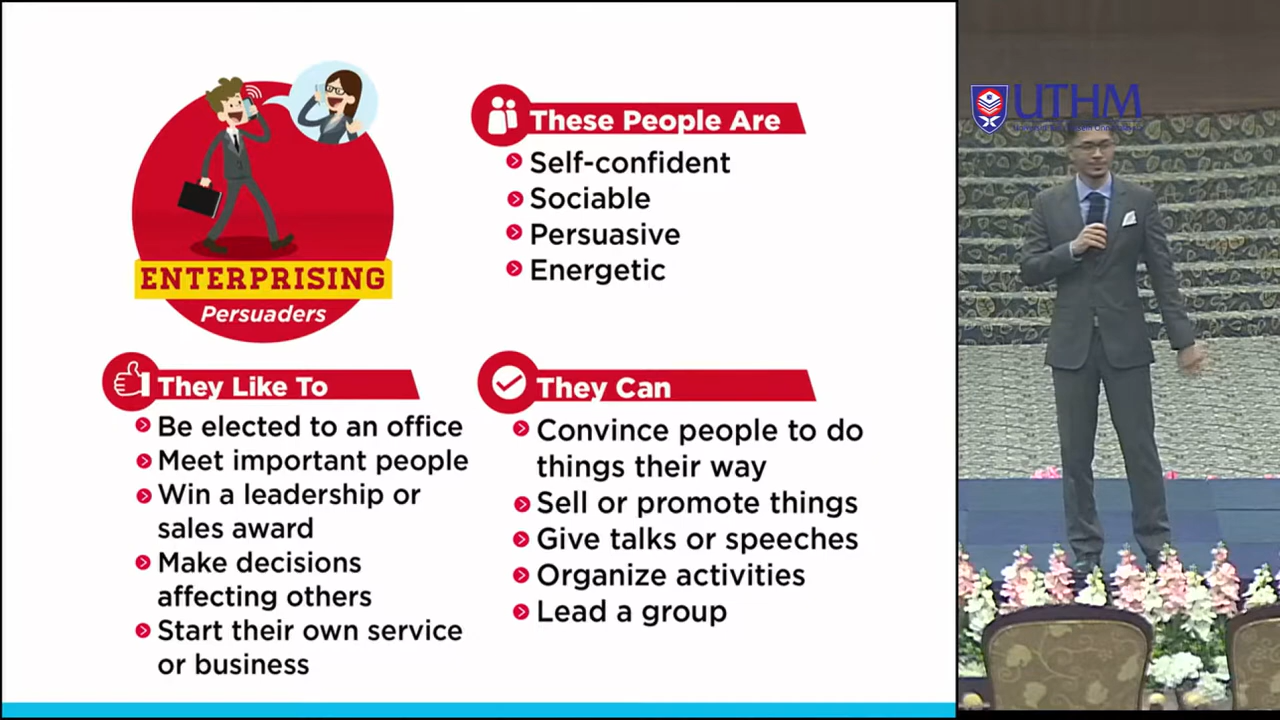 ENTERPRISING
Persuaders
These People Are
Self-confident
Sociable
Persuasive
Energetic
They Like To
Be elected to an office
Meet important people
Win a leadership or
sales award
Make decisions
affecting others
Start their own service
or business
They Can
Convince people to do
things their way
Sell or promote things
Give talks or speeches
Organize activities
Lead a group
UTHM